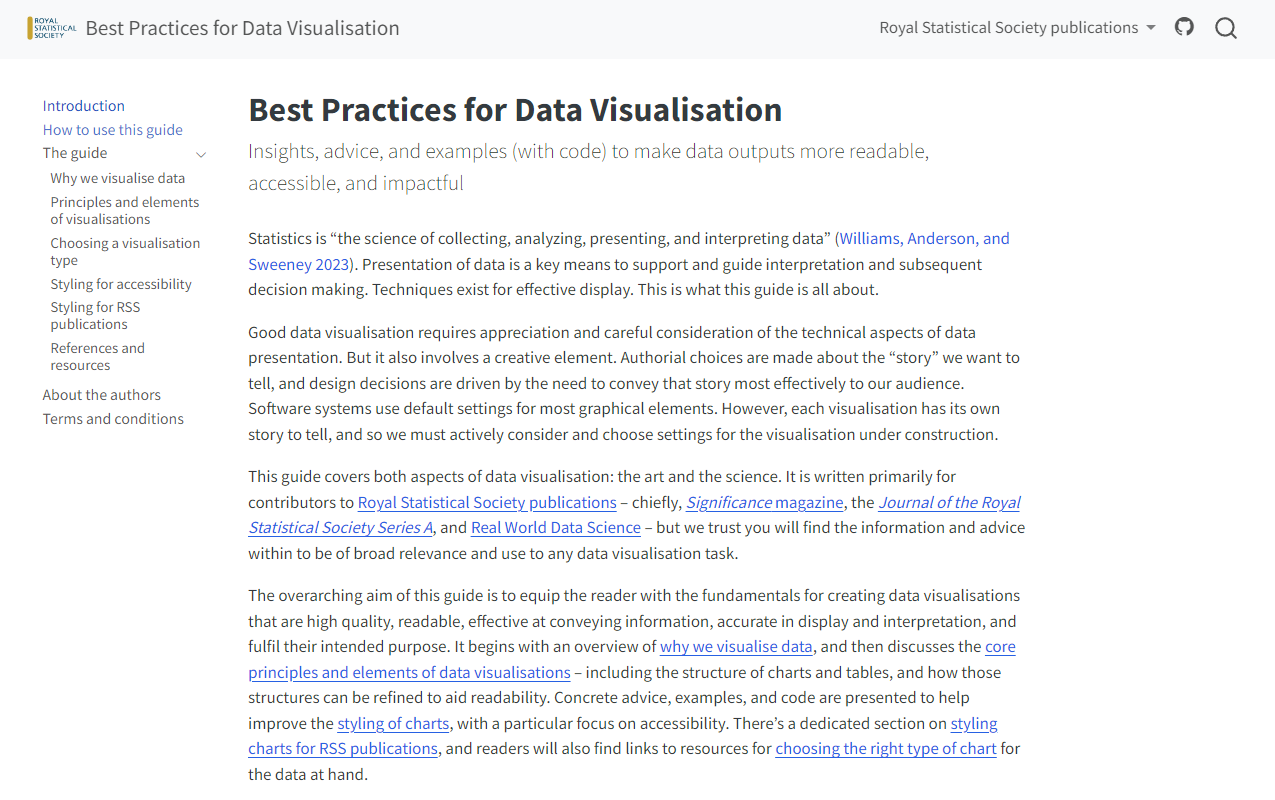 ROYAL
STATISTICAL
SOCIETY
Best Practices for Data Visualisation
Royal Statistical Society publications
Introduction
How to use this guide
The guide
Why we visualise data
Principles and elements
of visualisations
Choosing a visualisation
type
Styling for accessibility
Styling for RSS
publications
References and
resources
About the authors
Terms and conditions
Best Practices for Data Visualisation
Insights, advice, and examples (with code) to make data outputs more readable,
accessible, and impactful
Statistics is “the science of collecting, analyzing, presenting, and interpreting data” (Williams, Anderson, and
Sweeney 2023). Presentation of data is a key means to support and guide interpretation and subsequent
decision making. Techniques exist for effective display. This is what this guide is all about.
Good data visualisation requires appreciation and careful consideration of the technical aspects of data
presentation. But it also involves a creative element. Authorial choices are made about the “story” we want to
tell, and design decisions are driven by the need to convey that story most effectively to our audience.
Software systems use default settings for most graphical elements. However, each visualisation has its own
story to tell, and so we must actively consider and choose settings for the visualisation under construction.
This guide covers both aspects of data visualisation: the art and the science. It is written primarily for
contributors to Royal Statistical Society publications – chiefly, Significance magazine, the Journal of the Royal
Statistical Society Series A, and Real World Data Science – but we trust you will find the information and advice
within to be of broad relevance and use to any data visualisation task.
The overarching aim of this guide is to equip the reader with the fundamentals for creating data visualisations
that are high quality, readable, effective at conveying information, accurate in display and interpretation, and
fulfil their intended purpose. It begins with an overview of why we visualise data, and then discusses the core
principles and elements of data visualisations – including the structure of charts and tables, and how those
structures can be refined to aid readability. Concrete advice, examples, and code are presented to help
improve the styling of charts, with a particular focus on accessibility. There’s a dedicated section on styling
charts for RSS publications, and readers will also find links to resources for choosing the right type of chart for
the data at hand.